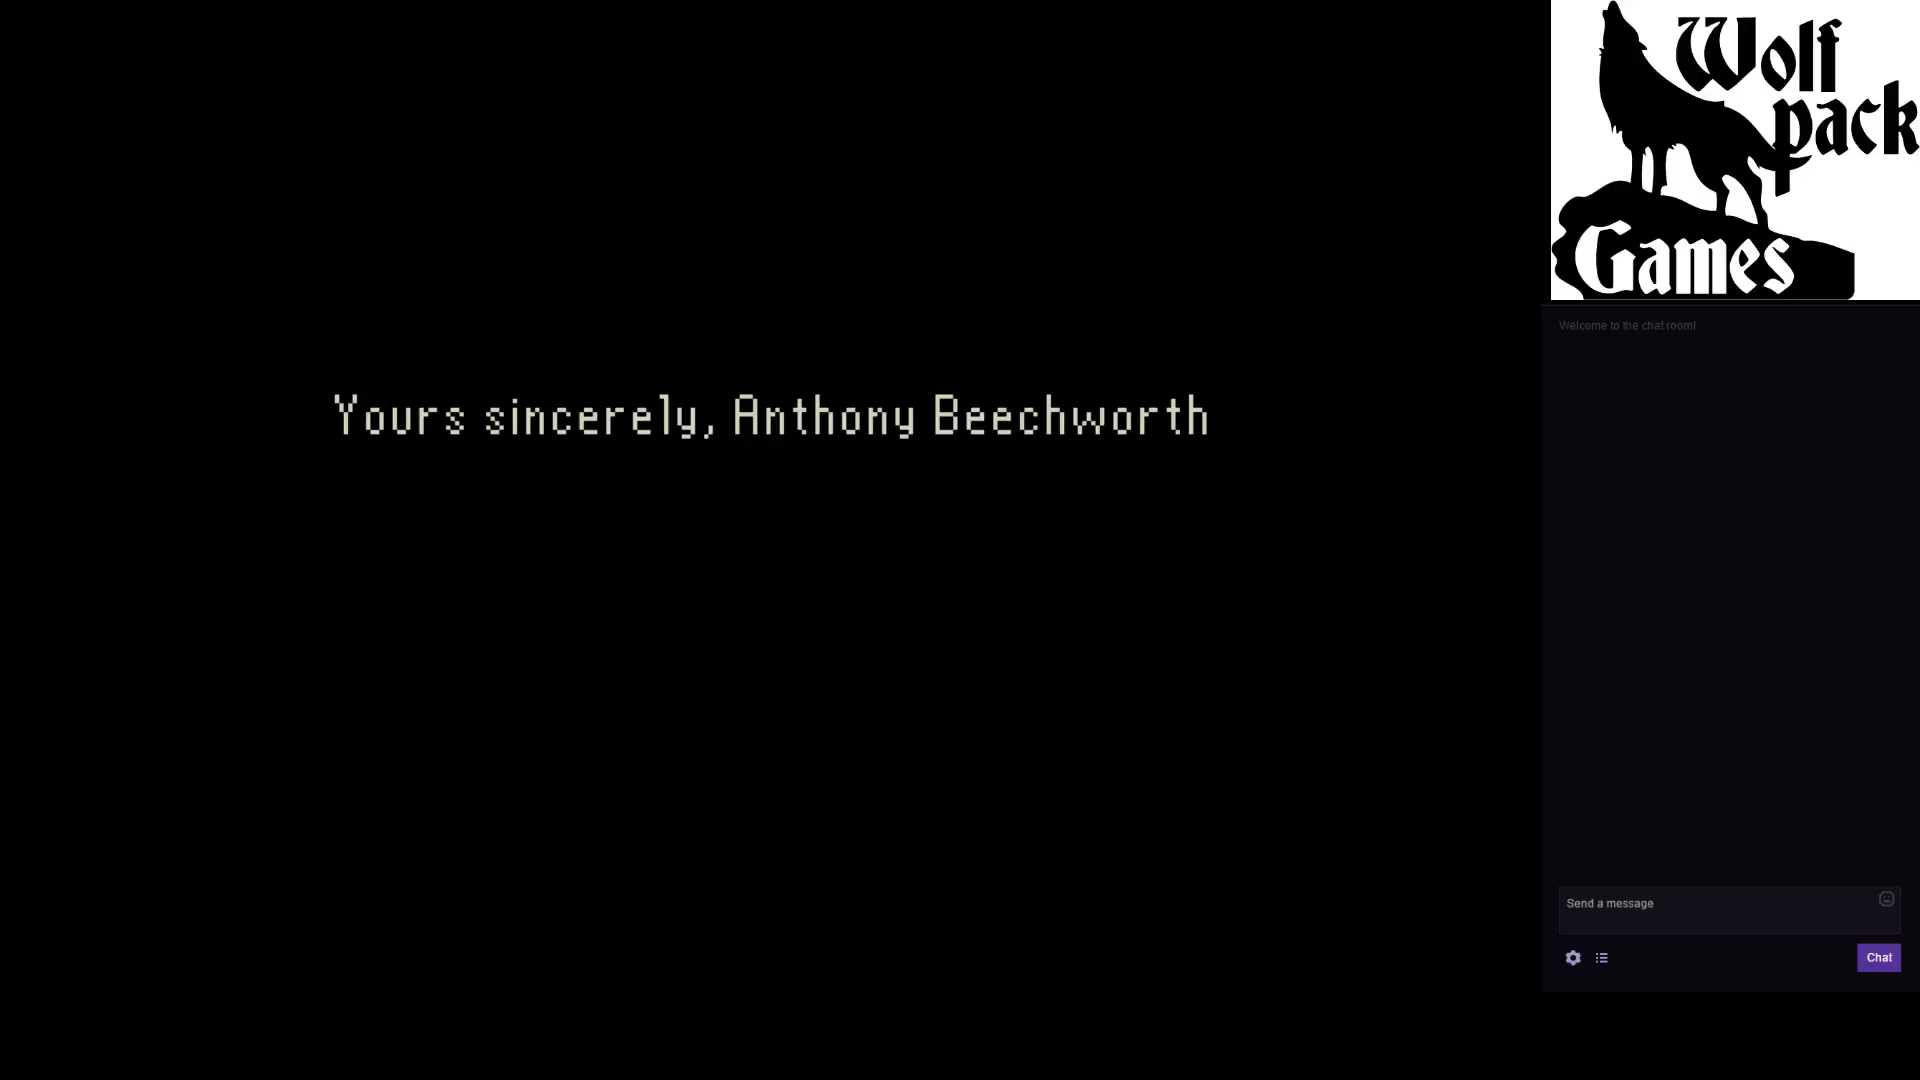 Yours sincerely, Anthony Beechworth
Wolf
pack
Games
Welcome to the chat room!
Send a message
Chat